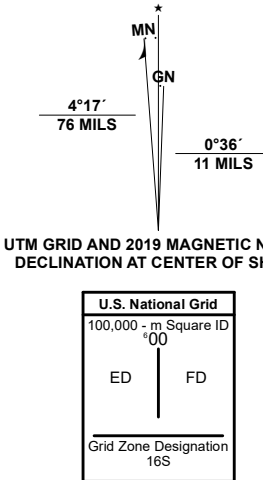 MN
GN
4°17´
76 MILS
0°36´
11 MILS
UTM GRID AND 2019 MAGNETIC N
DECLINATION AT CENTER OF SH
U.S. National Grid
100,000 - m Square ID
⁶00
ED FD
Grid Zone Designation
16S